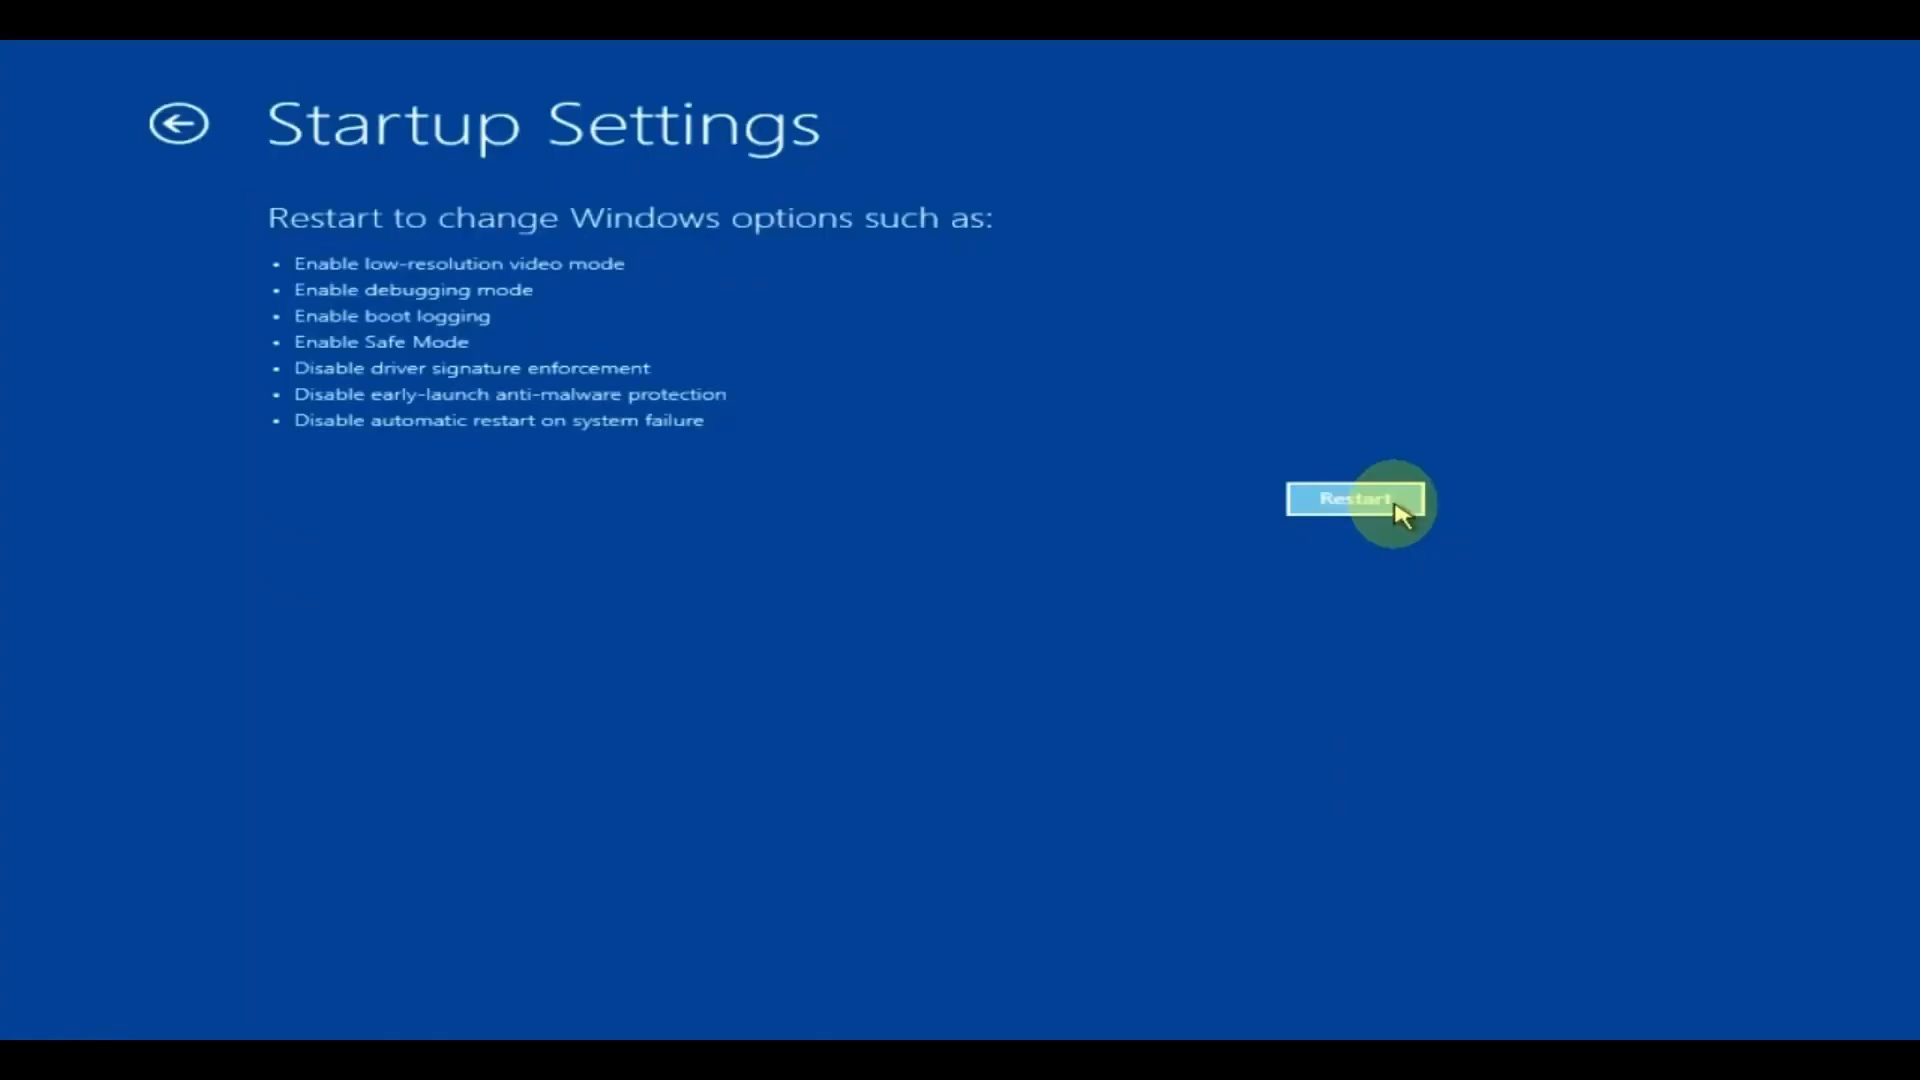 Startup Settings
Restart to change Windows options such as:
• Enable low-resolution video mode
• Enable debugging mode
• Enable boot logging
• Enable Safe Mode
• Disable driver signature enforcement
• Disable early-launch anti-malware protection
• Disable automatic restart on system failure
Restart